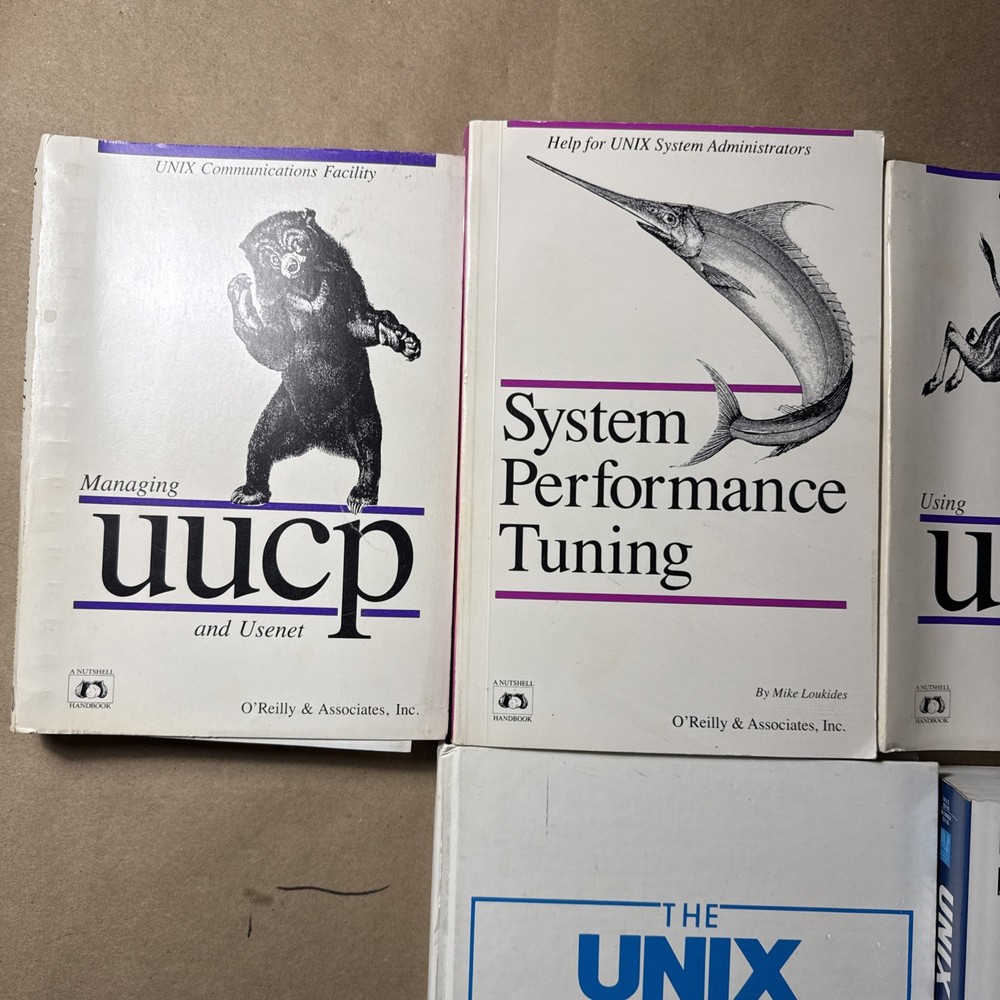 UNIX Communications Facility
Managing
uucp
and Usenet
A NUTSHELL
HANDBOOK
O'Reilly & Associates, Inc.
Help for UNIX System Administrators
System
Performance
Tuning
By Mike Loukides
A NUTSHELL
HANDBOOK
O'Reilly & Associates, Inc.
Using
u
A NUTSHELL
HANDBOOK
THE
UNIX
UNIX